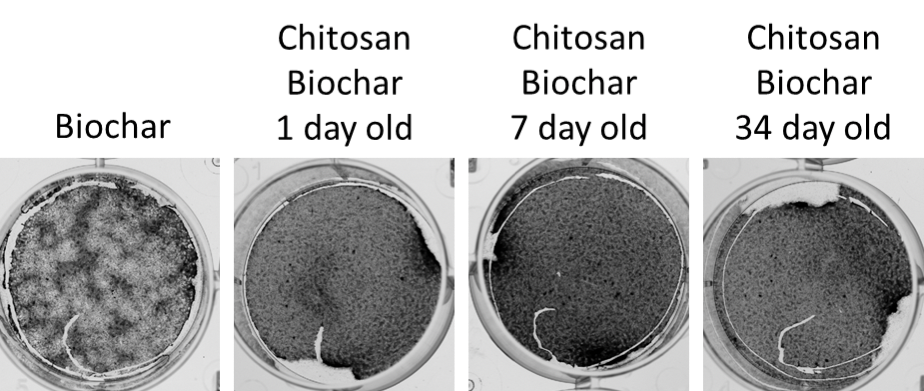 Biochar
Chitosan
Biochar
1 day old
Chitosan
Biochar
7 day old
Chitosan
Biochar
34 day old